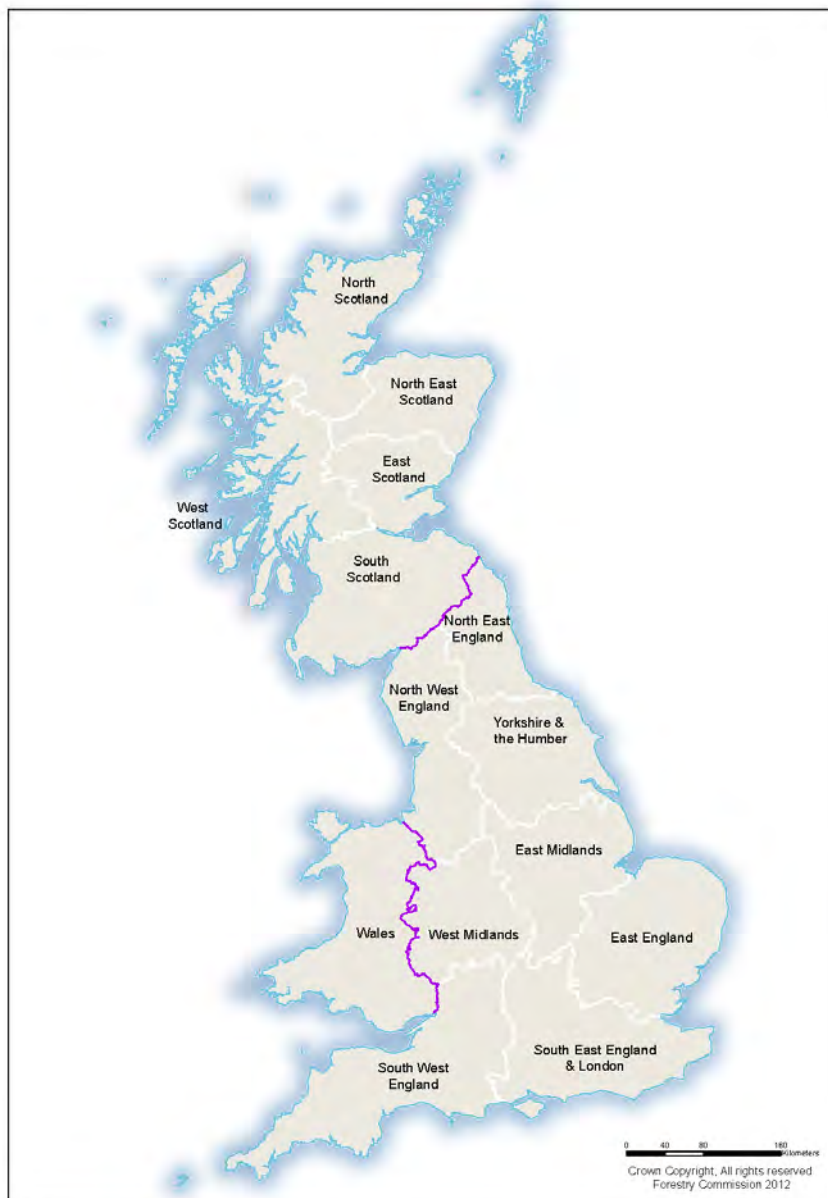 North
Scotland
North East
Scotland
East
Scotland
West
Scotland
South
Scotland
North East
England
North West
England
Yorkshire &
the Humber
East Midlands
Wales
West Midlands
East England
South East England
& London
South West
England
0 40 80 160
Kilometers
Crown Copyright, All rights reserved
Forestry Commission 2012